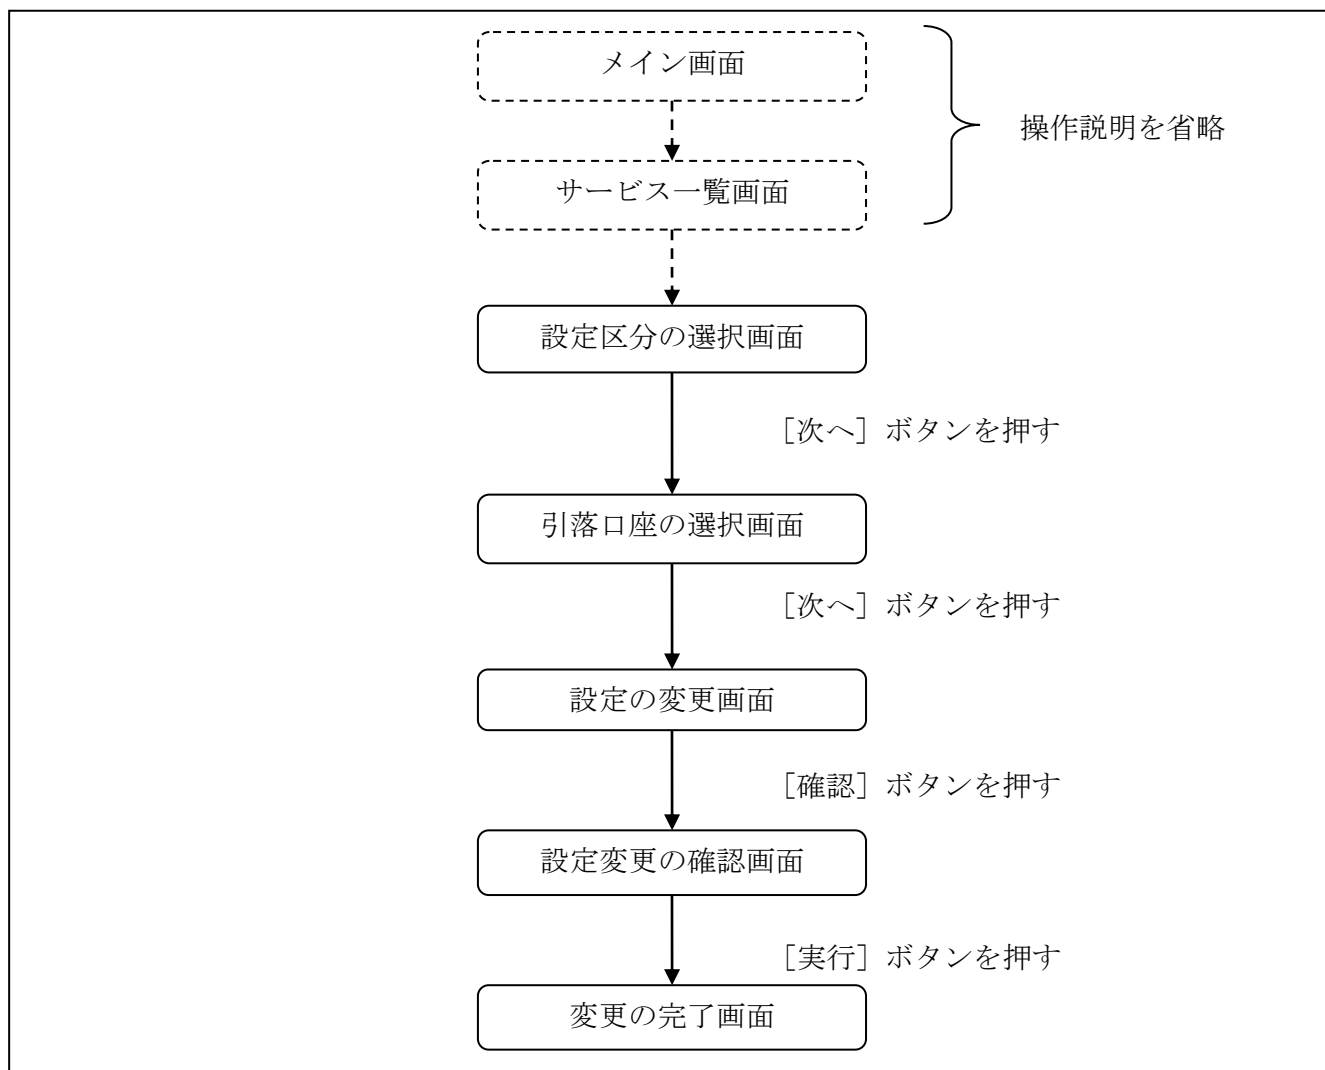 メイン画面
操作説明を省略
サービス一覧画面
設定区分の選択画面
［次へ］ボタンを押す
引落口座の選択画面
［次へ］ボタンを押す
設定の変更画面
［確認］ボタンを押す
設定変更の確認画面
［実行］ボタンを押す
変更の完了画面